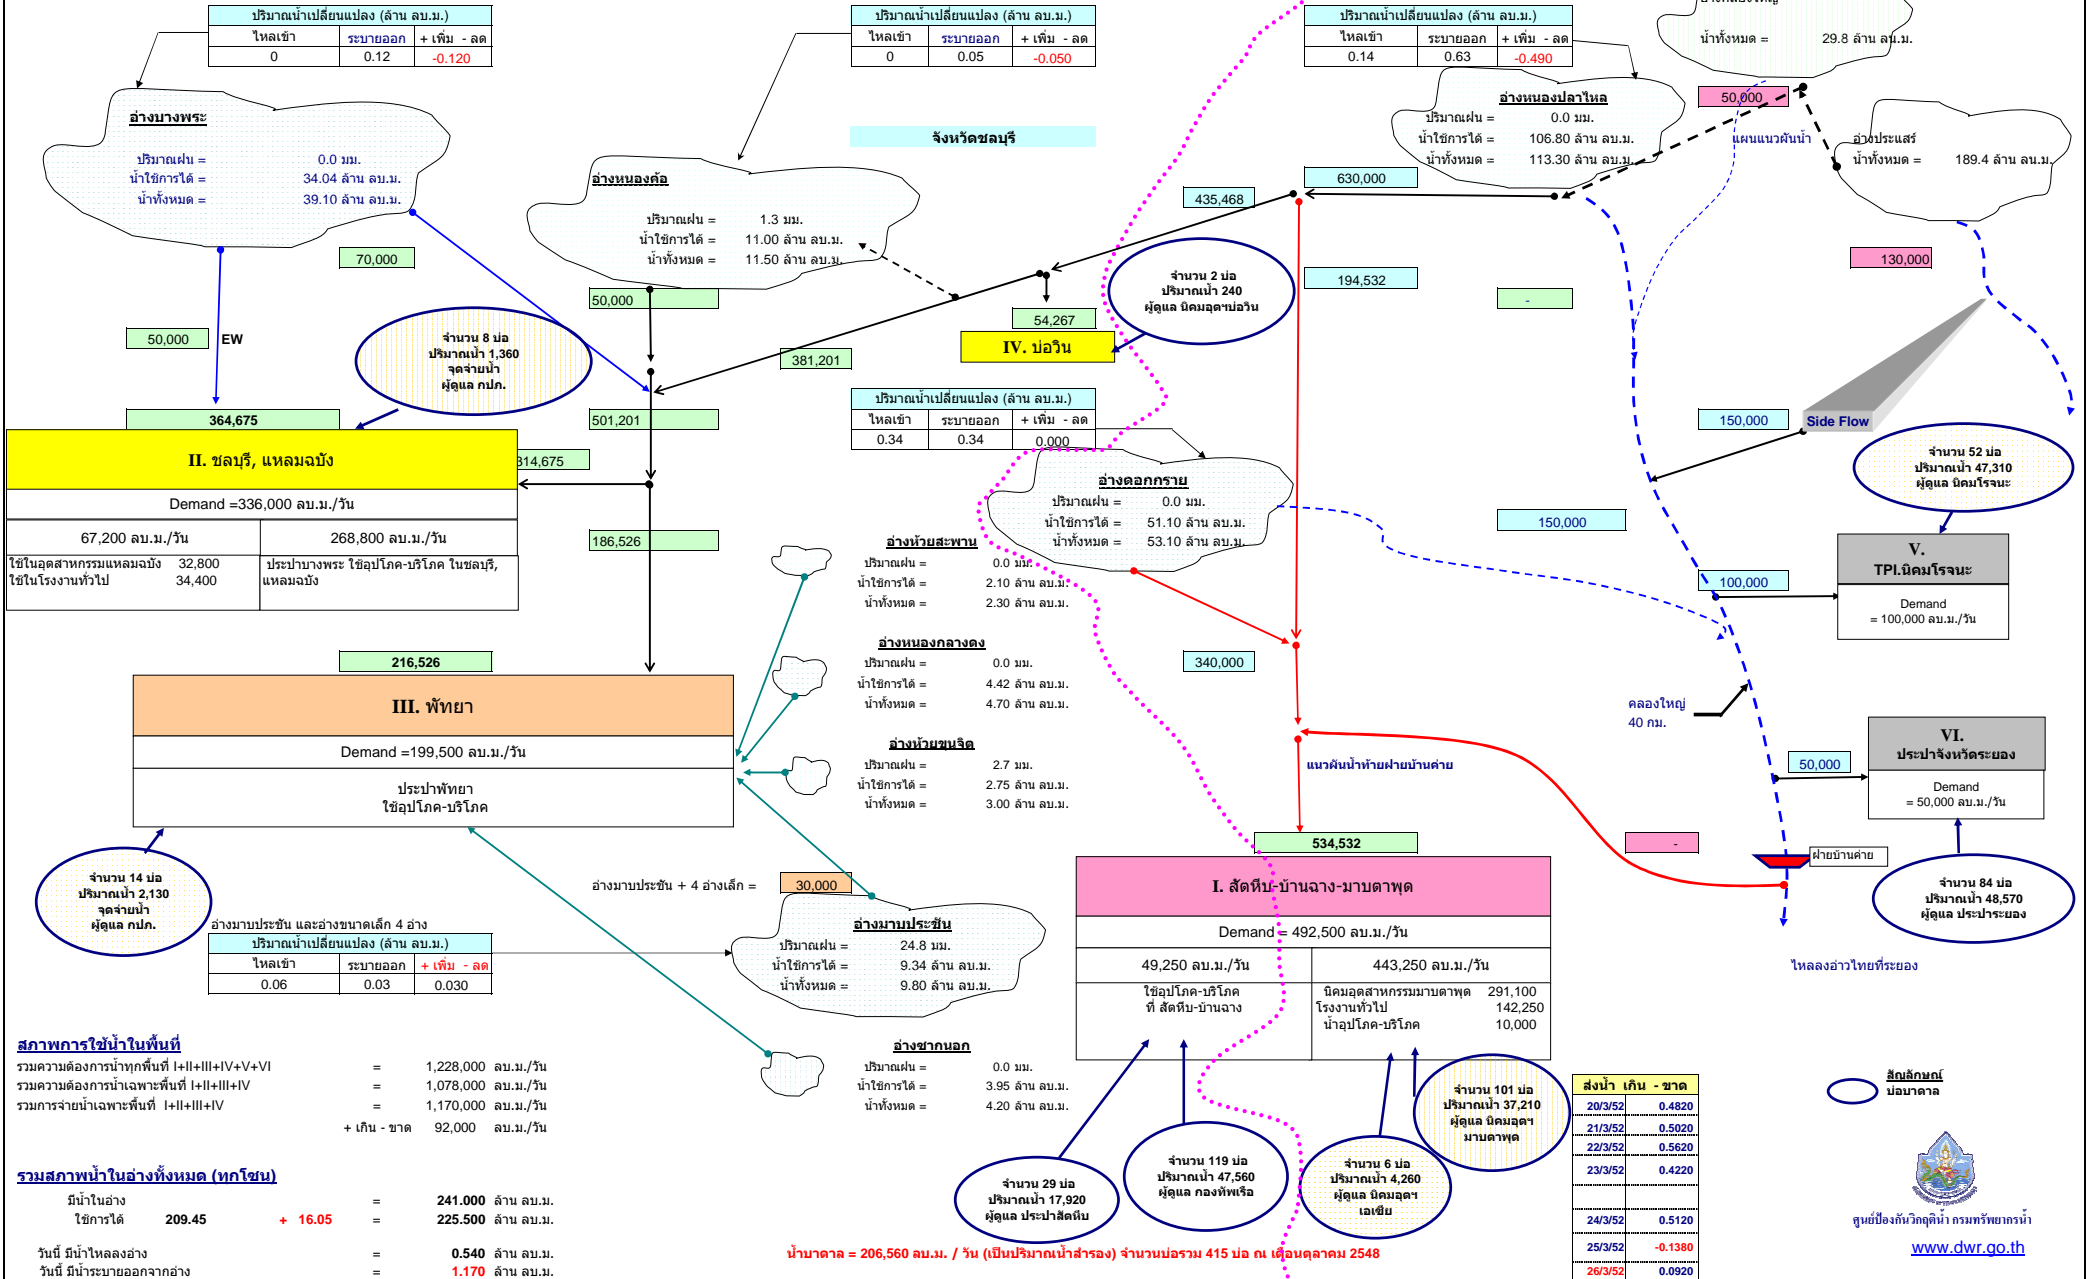 ปริมาณน้ำเปลี่ยนแปลง (ล้าน ลบ.ม.)
ไหลเข้า ระบายออก + เพิ่ม - ลด
0 0.12 -0.120
ปริมาณน้ำเปลี่ยนแปลง (ล้าน ลบ.ม.)
ไหลเข้า ระบายออก + เพิ่ม - ลด
0 0.05 -0.050
ปริมาณน้ำเปลี่ยนแปลง (ล้าน ลบ.ม.)
ไหลเข้า ระบายออก + เพิ่ม - ลด
0.14 0.63 -0.490
น้ำทั้งหมด = 29.8 ล้าน ลน.ม.
อ่างบางพระ
ปริมาณฝน = 0.0 มม.
น้ำใช้การได้ = 34.04 ล้าน ลบ.ม.
น้ำทั้งหมด = 39.10 ล้าน ลบ.ม.
จังหวัดชลบุรี
อ่างหนองค้อ
ปริมาณฝน = 1.3 มม.
น้ำใช้การได้ = 11.00 ล้าน ลบ.ม.
น้ำทั้งหมด = 11.50 ล้าน ลบ.ม.
อ่างหนองปลาไหล
ปริมาณฝน = 0.0 มม.
น้ำใช้การได้ = 106.80 ล้าน ลบ.ม.
น้ำทั้งหมด = 113.30 ล้าน ลบ.ม.
50,000
แผนแนวผันน้ำ
อ่างประแสร์
น้ำทั้งหมด = 189.4 ล้าน ลน.ม.
630,000
435,468
70,000
50,000
194,532
-
130,000
จำนวน 2 บ่อ
ปริมาณน้ำ 240
ผู้ดูแล นิคมอุตฯบ่อวิน
54,267
IV. บ่อวิน
50,000 EW
จำนวน 8 บ่อ
ปริมาณน้ำ 1,360
จุดจ่ายน้ำ
ผู้ดูแล กปภ.
381,201
364,675
501,201
ปริมาณน้ำเปลี่ยนแปลง (ล้าน ลบ.ม.)
ไหลเข้า ระบายออก + เพิ่ม - ลด
0.34 0.34 0.000
150,000
Side Flow
II. ชลบุรี, แหลมฉบัง
314,675
Demand =336,000 ลบ.ม./วัน
67,200 ลบ.ม./วัน 268,800 ลบ.ม./วัน
ใช้ในอุตสาหกรรมแหลมฉบัง 32,800
ใช้ในโรงงานทั่วไป 34,400
ประปาบางพระ ใช้อุปโภค-บริโภค ในชลบุรี,
แหลมฉบัง
186,526
อ่างดอกกราย
ปริมาณฝน = 0.0 มม.
น้ำใช้การได้ = 51.10 ล้าน ลบ.ม.
น้ำทั้งหมด = 53.10 ล้าน ลบ.ม.
จำนวน 52 บ่อ
ปริมาณน้ำ 47,310
ผู้ดูแล นิคมโรจนะ
150,000
อ่างห้วยสะพาน
ปริมาณฝน = 0.0 มม.
น้ำใช้การได้ = 2.10 ล้าน ลบ.ม.
น้ำทั้งหมด = 2.30 ล้าน ลบ.ม.
V.
TPI.นิคมโรจนะ
Demand
= 100,000 ลบ.ม./วัน
100,000
อ่างหนองกลางดง
ปริมาณฝน = 0.0 มม.
น้ำใช้การได้ = 4.42 ล้าน ลบ.ม.
น้ำทั้งหมด = 4.70 ล้าน ลบ.ม.
216,526
340,000
III. พัทยา
Demand =199,500 ลบ.ม./วัน
ประปาพัทยา
ใช้อุปโภค-บริโภค
คลองใหญ่
40 กม.
อ่างห้วยขุนจิต
ปริมาณฝน = 2.7 มม.
น้ำใช้การได้ = 2.75 ล้าน ลบ.ม.
น้ำทั้งหมด = 3.00 ล้าน ลบ.ม.
แนวผันน้ำท้ายฝายบ้านค่าย
VI.
ประปาจังหวัดระยอง
Demand
= 50,000 ลบ.ม./วัน
50,000
534,532
-
ฝายบ้านค่าย
จำนวน 14 บ่อ
ปริมาณน้ำ 2,130
จุดจ่ายน้ำ
ผู้ดูแล กปภ.
อ่างมาบประชัน + 4 อ่างเล็ก = 30,000
I. สัตหีบ-บ้านฉาง-มาบตาพุด
Demand = 492,500 ลบ.ม./วัน
49,250 ลบ.ม./วัน 443,250 ลบ.ม./วัน
ใช้อุปโภค-บริโภค
ที่ สัตหีบ-บ้านฉาง
นิคมอุตสาหกรรมมาบตาพุด 291,100
โรงงานทั่วไป 142,250
น้ำอุปโภค-บริโภค 10,000
จำนวน 84 บ่อ
ปริมาณน้ำ 48,570
ผู้ดูแล ประปาระยอง
อ่างมาบประชัน และอ่างขนาดเล็ก 4 อ่าง
ปริมาณน้ำเปลี่ยนแปลง (ล้าน ลบ.ม.)
ไหลเข้า ระบายออก + เพิ่ม - ลด
0.06 0.03 0.030
อ่างมาบประชัน
ปริมาณฝน = 24.8 มม.
น้ำใช้การได้ = 9.34 ล้าน ลบ.ม.
น้ำทั้งหมด = 9.80 ล้าน ลบ.ม.
ไหลลงอ่าวไทยที่ระยอง
สภาพการใช้น้ำในพื้นที่
รวมความต้องการน้ำทุกพื้นที่ I+II+III+IV+V+VI = 1,228,000 ลบ.ม./วัน
รวมความต้องการน้ำเฉพาะพื้นที่ I+II+III+IV = 1,078,000 ลบ.ม./วัน
รวมการจ่ายน้ำเฉพาะพื้นที่ I+II+III+IV = 1,170,000 ลบ.ม./วัน
+ เกิน - ขาด 92,000 ลบ.ม./วัน
อ่างซากนอก
ปริมาณฝน = 0.0 มม.
น้ำใช้การได้ = 3.95 ล้าน ลบ.ม.
น้ำทั้งหมด = 4.20 ล้าน ลบ.ม.
จำนวน 101 บ่อ
ปริมาณน้ำ 37,210
ผู้ดูแล นิคมอุตฯ
มาบตาพุด
ส่งน้ำ เกิน - ขาด
20/3/52 0.4820
21/3/52 0.5020
22/3/52 0.5620
23/3/52 0.4220
24/3/52 0.5120
25/3/52 -0.1380
26/3/52 0.0920
สัญลักษณ์
บ่อบาดาล
จำนวน 29 บ่อ
ปริมาณน้ำ 17,920
ผู้ดูแล ประปาสัตหีบ
จำนวน 119 บ่อ
ปริมาณน้ำ 47,560
ผู้ดูแล กองทัพเรือ
จำนวน 6 บ่อ
ปริมาณน้ำ 4,260
ผู้ดูแล นิคมอุตฯ
เอเซีย
รวมสภาพน้ำในอ่างทั้งหมด (ทุกโซน)
มีน้ำในอ่าง = 241.000 ล้าน ลบ.ม.
ใช้การได้ 209.45 + 16.05 = 225.500 ล้าน ลบ.ม.
วันนี้ มีน้ำไหลลงอ่าง = 0.540 ล้าน ลบ.ม.
วันนี้ มีน้ำระบายออกจากอ่าง = 1.170 ล้าน ลบ.ม.
น้ำบาดาล = 206,560 ลบ.ม. / วัน (เป็นปริมาณน้ำสำรอง) จำนวนบ่อรวม 415 บ่อ ณ เดือนตุลาคม 2548
ศูนย์ป้องกันวิกฤติน้ำ กรมทรัพยากรน้ำ
www.dwr.go.th